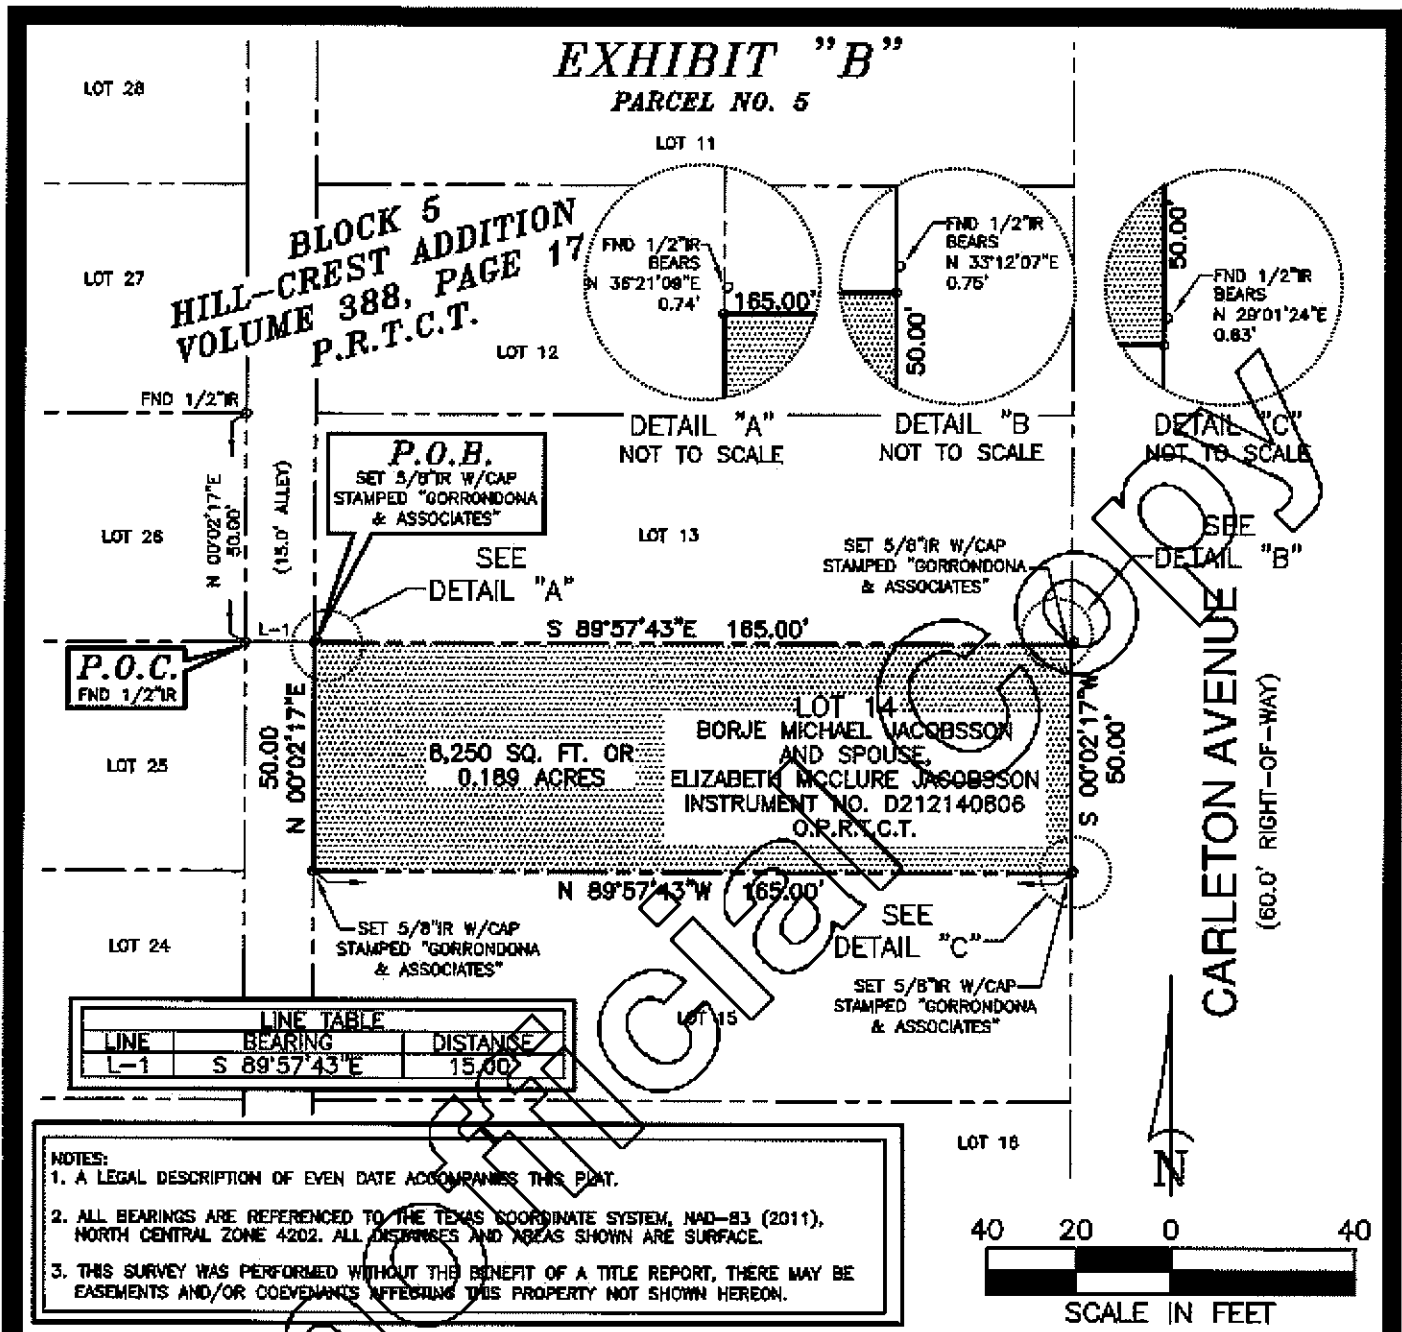 EXHIBIT "B"
PARCEL NO. 5
LOT 28
LOT 11
BLOCK 5
HILL-CREST ADDITION
VOLUME 388, PAGE 17
P.R.T.C.T.
LOT 27
LOT 12
FND 1/2"IR
BEARS
N 36°21'09"E
0.74'
165.00'
DETAIL "A"
NOT TO SCALE
FND 1/2"IR
BEARS
N 33°12'07"E
0.76'
50.00'
DETAIL "B
NOT TO SCALE
50.00'
FND 1/2"IR
BEARS
N 29°01'24"E
0.83'
DETAIL "C"
NOT TO SCALE
FND 1/2"IR
N 00°02'17"E
50.00'
(15.0' ALLEY)
P.O.B.
SET 5/8"IR W/CAP
STAMPED "GORRONDONA
& ASSOCIATES"
LOT 26
LOT 13
SEE
DETAIL "A"
SET 5/8"IR W/CAP
STAMPED "GORRONDONA
& ASSOCIATES"
SEE
DETAIL "B"
L-1
S 89°57'43"E 165.00'
P.O.C.
FND 1/2"IR
LOT 25
50.00
N 00°02'17"E
8,250 SQ. FT. OR
0.189 ACRES
LOT 14
BORJE MICHAEL JACOBSSON
AND SPOUSE,
ELIZABETH MCCLURE JACOBSSON
INSTRUMENT NO. D212140806
O.P.R.T.C.T.
S 00°02'17"W
50.00'
CARLETON AVENUE
(60.0' RIGHT-OF-WAY)
N 89°57'43"W 165.00'
LOT 24
SET 5/8"IR W/CAP
STAMPED "GORRONDONA
& ASSOCIATES"
SEE
DETAIL "C"
SET 5/8"IR W/CAP
STAMPED "GORRONDONA
& ASSOCIATES"
LOT 15
LINE TABLE
LINE BEARING DISTANCE
L-1 S 89°57'43"E 15.00'
LOT 16
N
NOTES:
1. A LEGAL DESCRIPTION OF EVEN DATE ACCOMPANIES THIS PLAT.
2. ALL BEARINGS ARE REFERENCED TO THE TEXAS COORDINATE SYSTEM, NAD-83 (2011),
NORTH CENTRAL ZONE 4202. ALL DISTANCES AND AREAS SHOWN ARE SURFACE.
3. THIS SURVEY WAS PERFORMED WITHOUT THE BENEFIT OF A TITLE REPORT, THERE MAY BE
EASEMENTS AND/OR COEVENANTS AFFECTING THIS PROPERTY NOT SHOWN HEREON.
40 20 0 40
SCALE IN FEET
official Copy